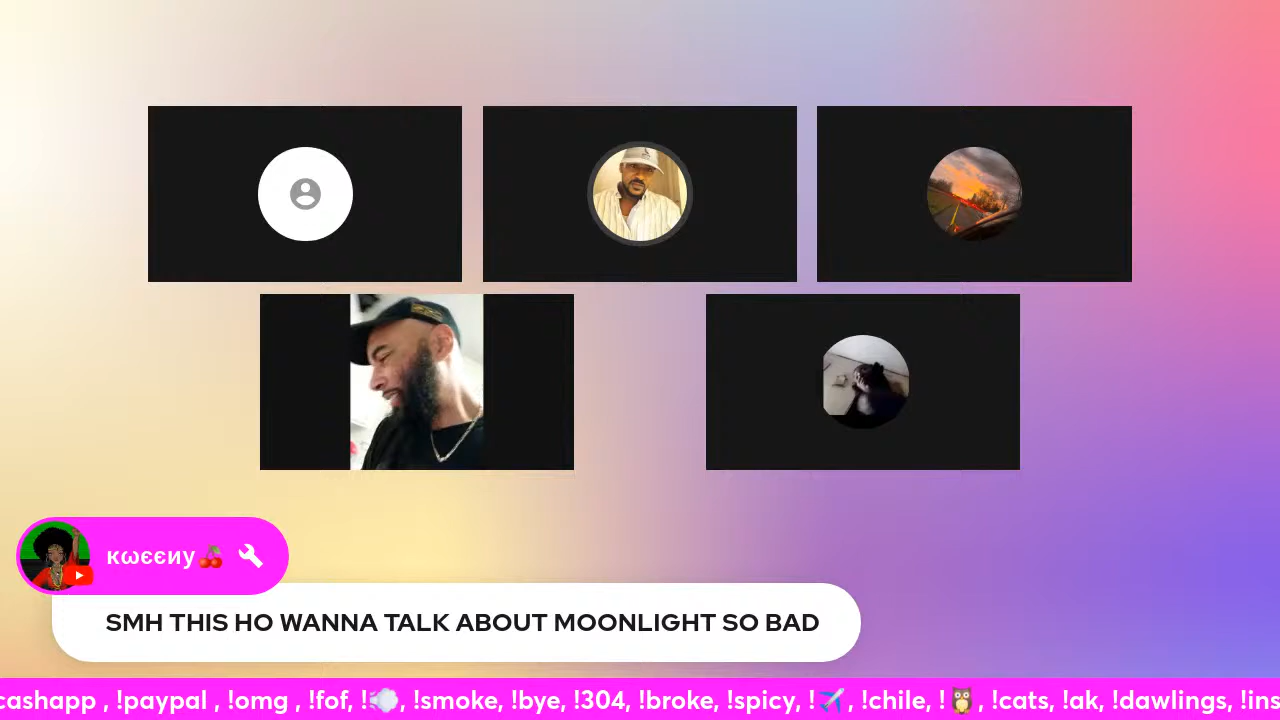 κωєєиу🍒
SMH THIS HO WANNA TALK ABOUT MOONLIGHT SO BAD
cashapp , !paypal , !omg , !fof, !💨, !smoke, !bye, !304, !broke, !spicy, !✈️, !chile, !🦉, !cats, !ak, !dawlings, !ins